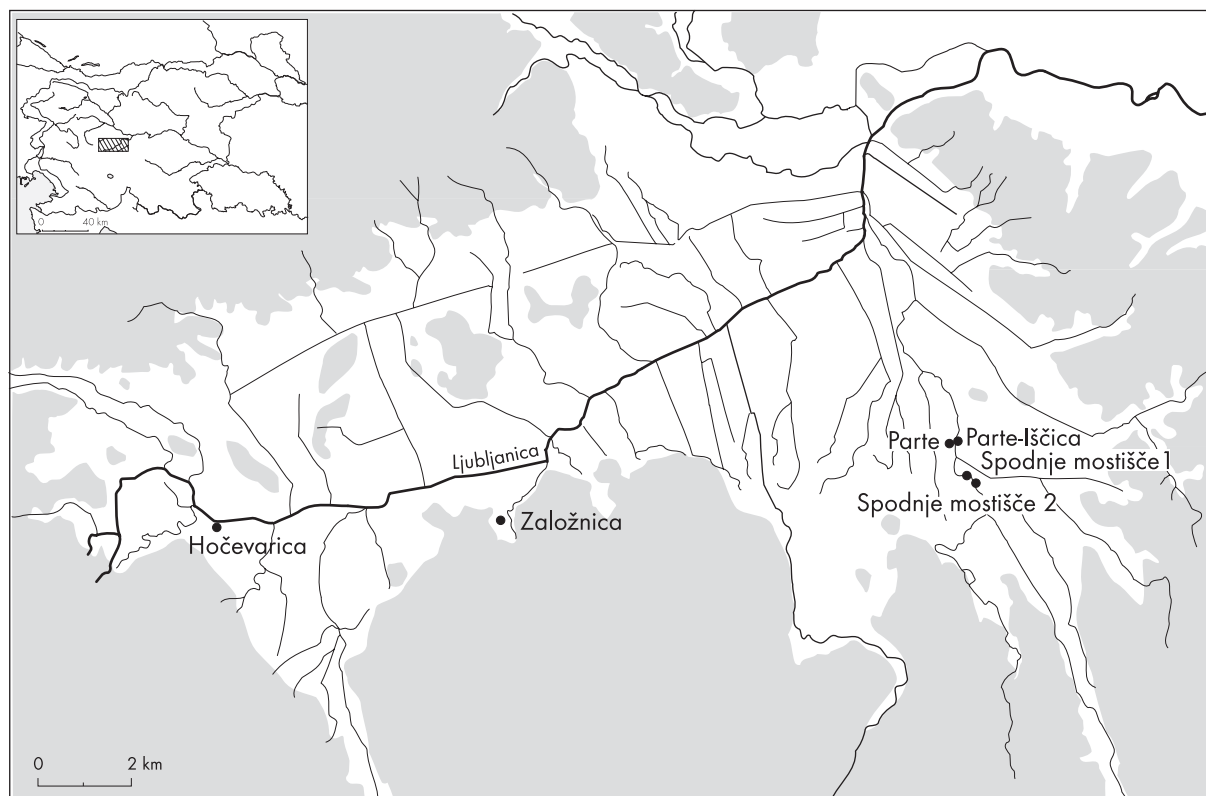 0 40 km
Ljubljanica
Parte
Parte-Iščica
Spodnje mostišče 1
Spodnje mostišče 2
Založnica
Hočevarica
0 2 km